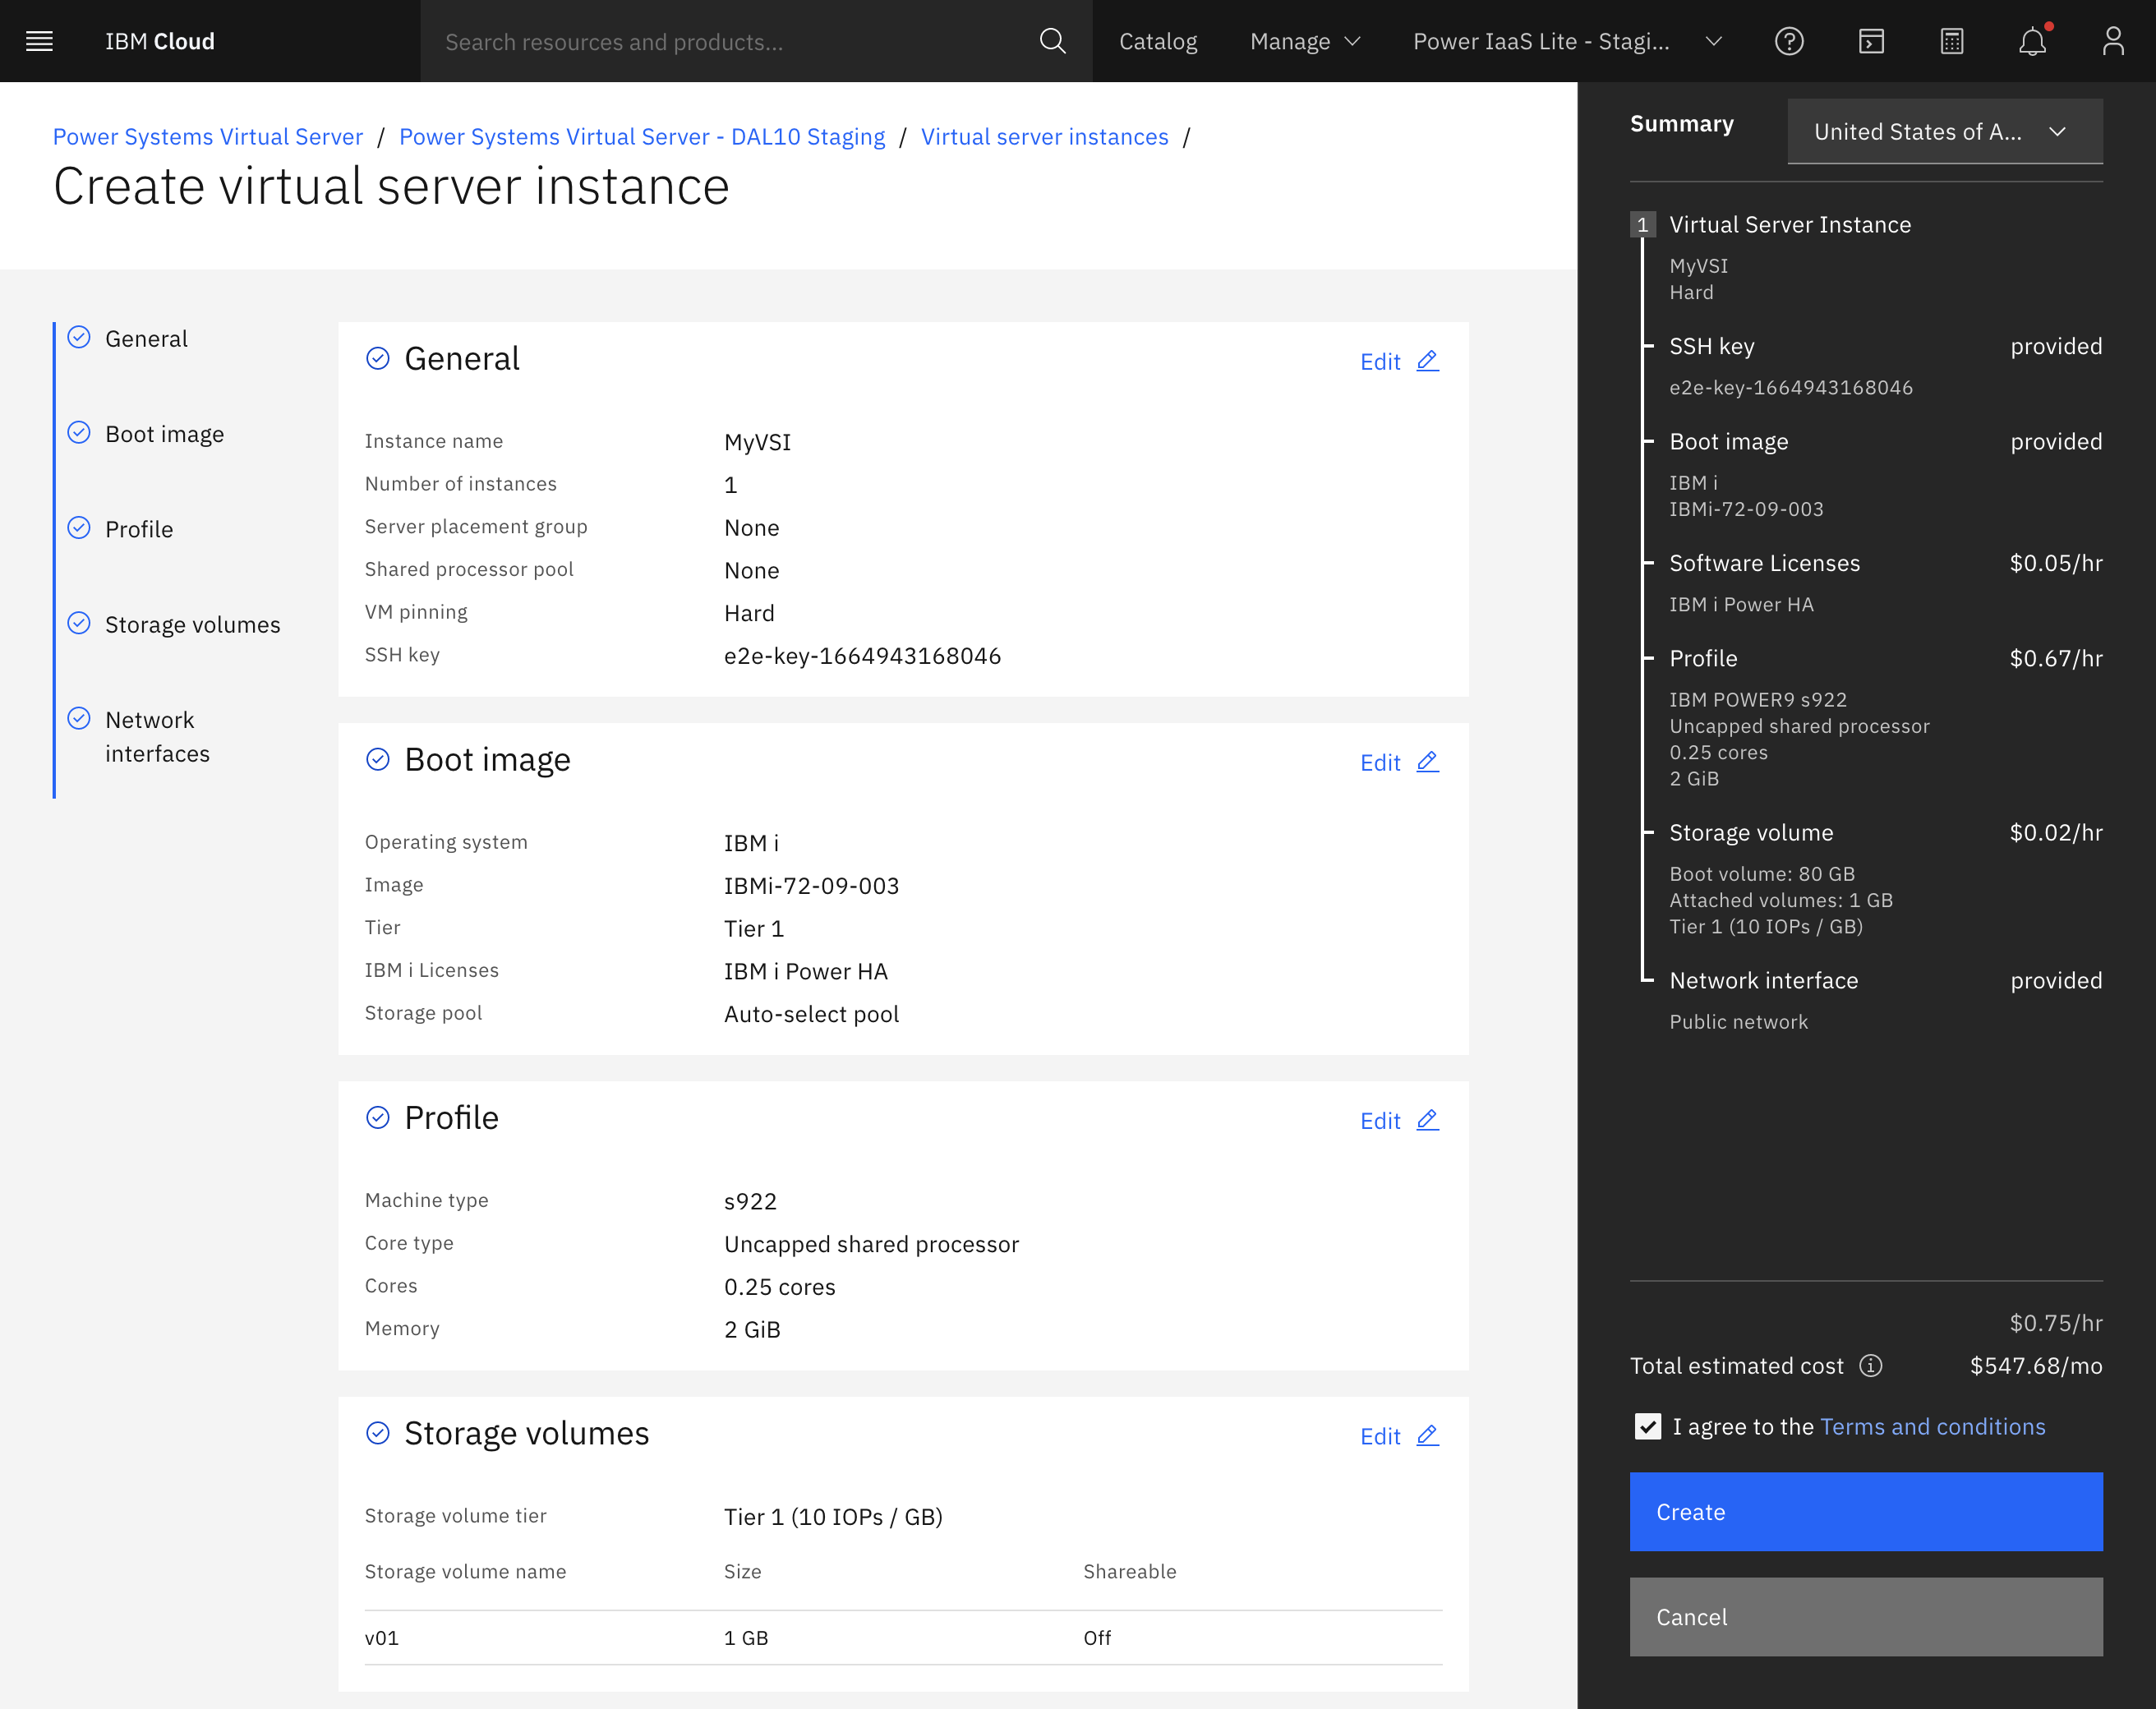 IBM Cloud
Search resources and products...
Catalog
Manage
Power IaaS Lite - Stagi...
Power Systems Virtual Server / Power Systems Virtual Server - DAL10 Staging / Virtual server instances /
Create virtual server instance
General
Boot image
Profile
Storage volumes
Network
interfaces
General
Edit
Instance name MyVSI
Number of instances 1
Server placement group None
Shared processor pool None
VM pinning Hard
SSH key e2e-key-1664943168046
Boot image
Edit
Operating system IBM i
Image IBMi-72-09-003
Tier Tier 1
IBM i Licenses IBM i Power HA
Storage pool Auto-select pool
Profile
Edit
Machine type s922
Core type Uncapped shared processor
Cores 0.25 cores
Memory 2 GiB
Storage volumes
Edit
Storage volume tier Tier 1 (10 IOPs / GB)
Storage volume name Size Shareable
v01 1 GB Off
Summary
United States of A...
1 Virtual Server Instance
MyVSI
Hard
SSH key provided
e2e-key-1664943168046
Boot image provided
IBM i
IBMi-72-09-003
Software Licenses $0.05/hr
IBM i Power HA
Profile $0.67/hr
IBM POWER9 s922
Uncapped shared processor
0.25 cores
2 GiB
Storage volume $0.02/hr
Boot volume: 80 GB
Attached volumes: 1 GB
Tier 1 (10 IOPs / GB)
Network interface provided
Public network
$0.75/hr
Total estimated cost $547.68/mo
I agree to the Terms and conditions
Create
Cancel